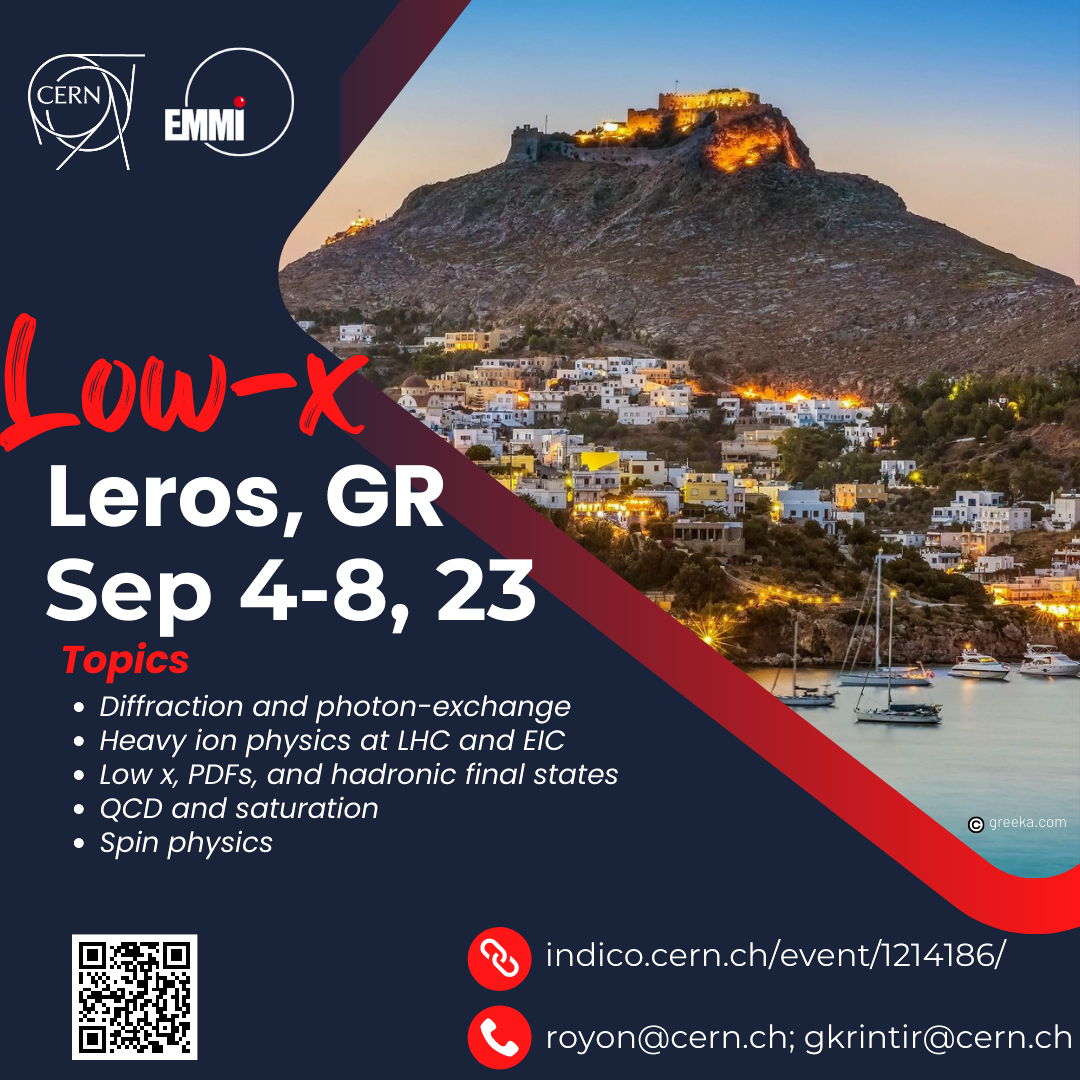 CERN
EMMi
Low-x
Leros, GR
Sep 4-8, 23
Topics
Diffraction and photon-exchange
Heavy ion physics at LHC and EIC
Low x, PDFs, and hadronic final states
QCD and saturation
Spin physics
© greeka.com
indico.cern.ch/event/1214186/
royon@cern.ch; gkrintir@cern.ch